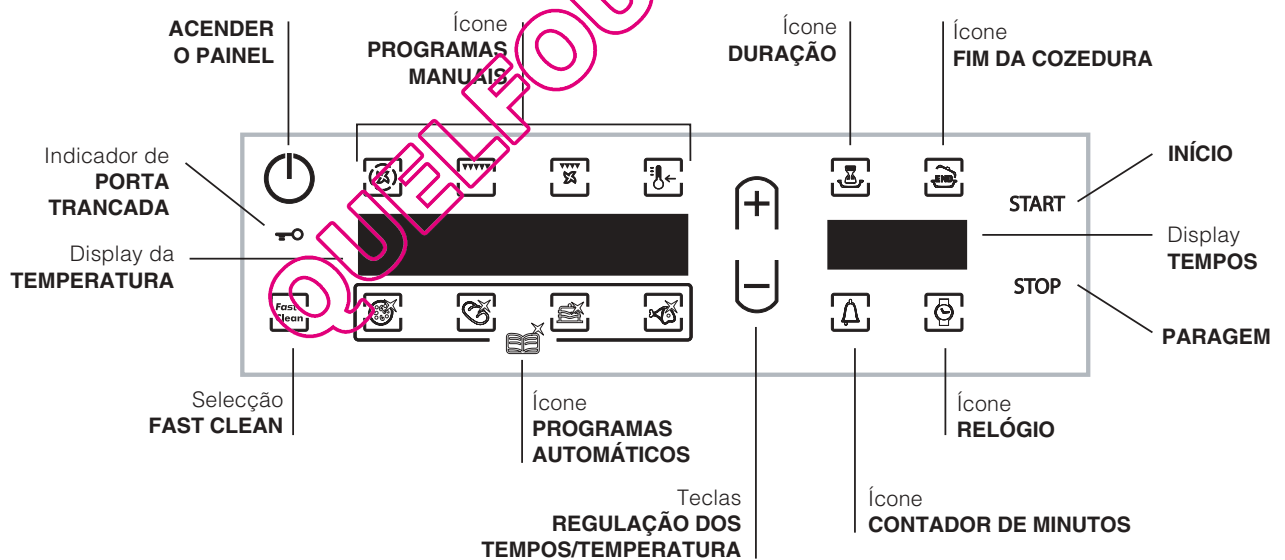 ACENDER
O PAINEL
Ícone
PROGRAMAS
MANUAIS
Ícone
DURAÇÃO
Ícone
FIM DA COZEDURA
Indicador de
PORTA
TRANCADA
Display da
TEMPERATURA
INÍCIO
START
END
Display
TEMPOS
STOP
PARAGEM
Fast
Clean
Selecção
FAST CLEAN
Ícone
PROGRAMAS
AUTOMÁTICOS
Teclas
REGULAÇÃO DOS
TEMPOS/TEMPERATURA
Ícone
RELÓGIO
Ícone
CONTADOR DE MINUTOS
QUELFOU